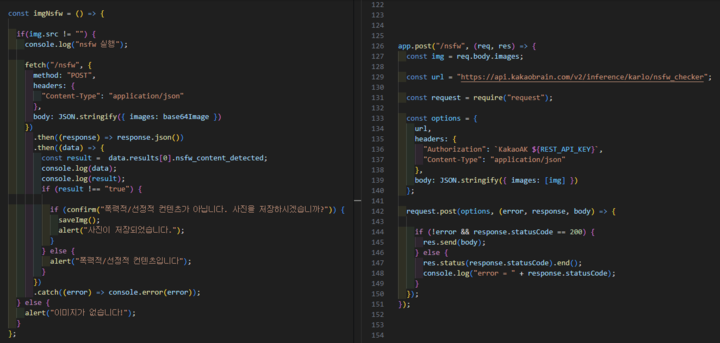 const imgNsfw = () => {
if(img.src != "") {
console.log("nsfw 실행");
fetch("/nsfw", {
method: "POST",
headers: {
"Content-Type": "application/json"
},
body: JSON.stringify({ images: base64Image })
})
.then((response) => response.json())
.then((data) => {
const result =  data.results[0].nsfw_content_detected;
console.log(data);
console.log(result);
if (result !== "true") {
if (confirm("폭력적/선정적 컨텐츠가 아닙니다. 사진을 저장하시겠습니까?")) {
saveImg();
alert("사진이 저장되었습니다.");
}
} else {
alert("폭력적/선정적 컨텐츠입니다");
}
})
.catch((error) => console.error(error));
} else {
alert("이미지가 없습니다!");
}
};
122
123
124
125
126 app.post("/nsfw", (req, res) => {
127 const img = req.body.images;
128
129 const url = "https://api.kakaobrain.com/v2/inference/karlo/nsfw_checker";
130
131 const request = require("request");
132
133 const options = {
134 url,
135 headers: {
136 "Authorization": `KakaoAK ${REST_API_KEY}`,
137 "Content-Type": "application/json"
138 },
139 body: JSON.stringify({ images: [img] })
140 };
141
142 request.post(options, (error, response, body) => {
143
144 if (!error && response.statusCode == 200) {
145 res.send(body);
146 } else {
147 res.status(response.statusCode).end();
148 console.log("error = " + response.statusCode);
149 }
150 });
151 });
152
153
154